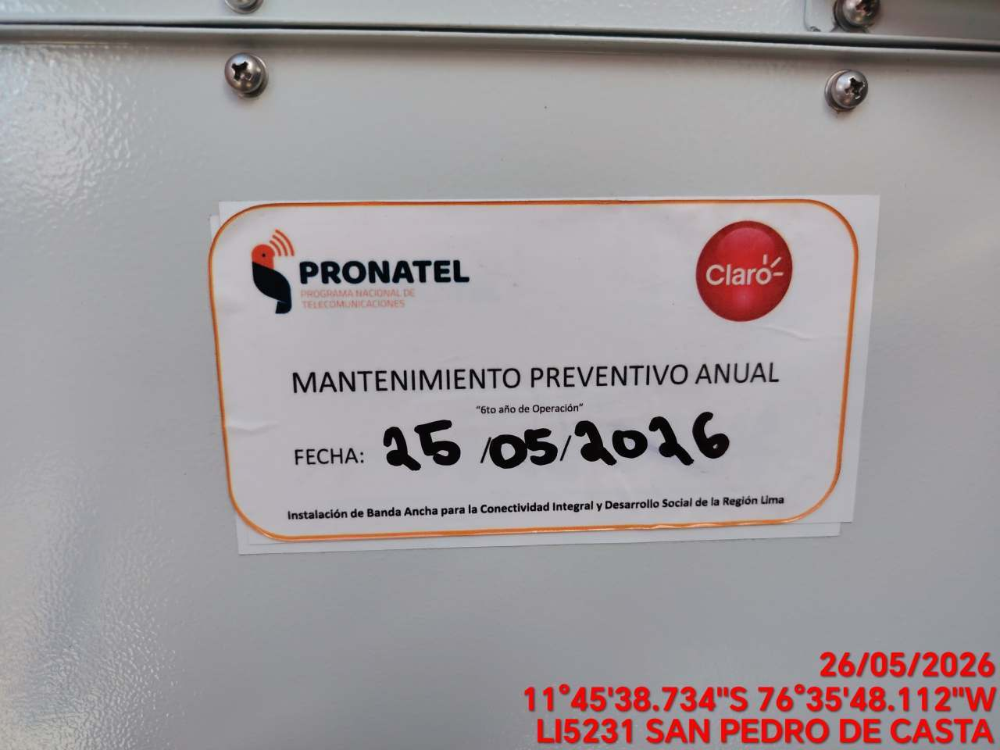 PRONATEL
PROGRAMA NACIONAL DE
TELECOMUNICACIONES
Claro
MANTENIMIENTO PREVENTIVO ANUAL
"6to año de Operación"
FECHA: 25/05/2026
Instalación de Banda Ancha para la Conectividad Integral y Desarrollo Social de la Región Lima
26/05/2026
11°45'38.734"S 76°35'48.112"W
LI5231 SAN PEDRO DE CASTA